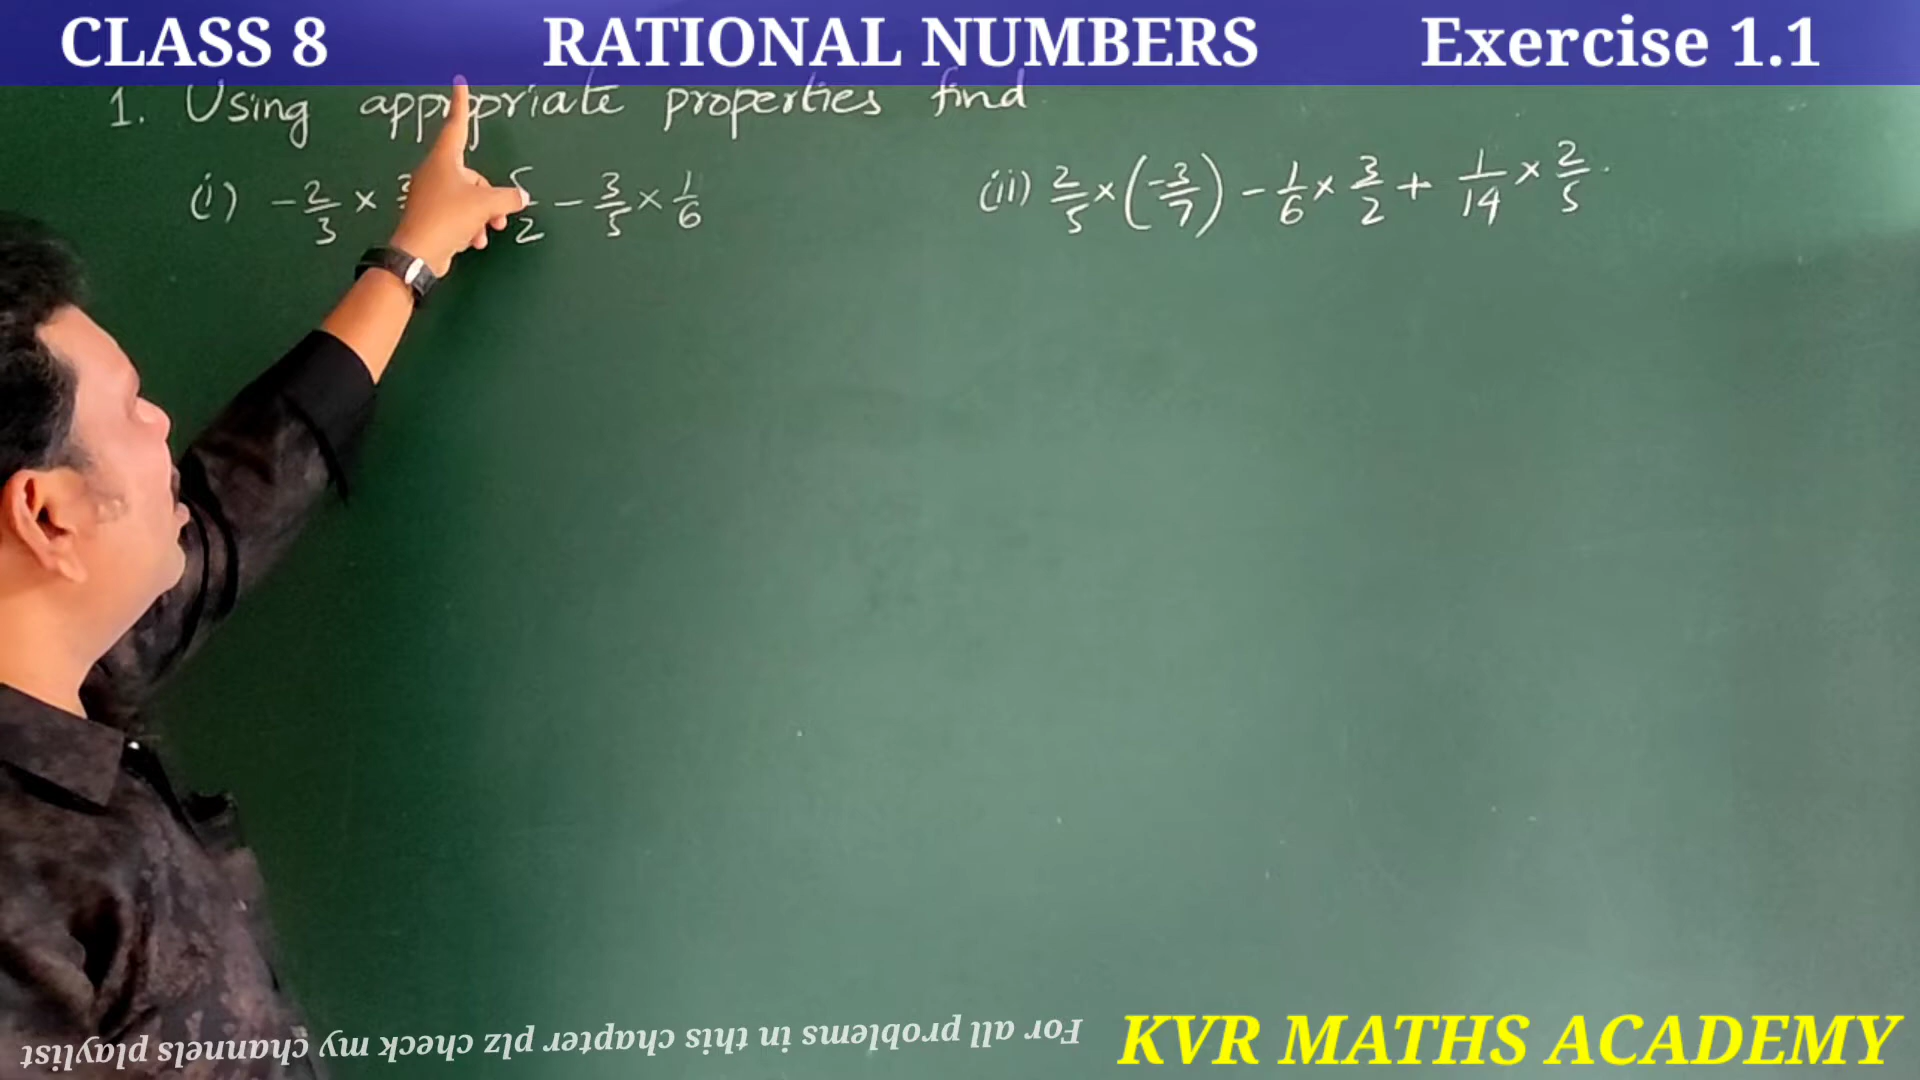 CLASS 8 RATIONAL NUMBERS Exercise 1.1
1. Using appropriate properties find
(i) -2/3 × 3 5/2 - 3/5 × 1/6
(ii) 2/5 × (-3/7) - 1/6 × 3/2 + 1/14 × 2/5.
For all problems in this chapter plz check my channels playlist
KVR MATHS ACADEMY